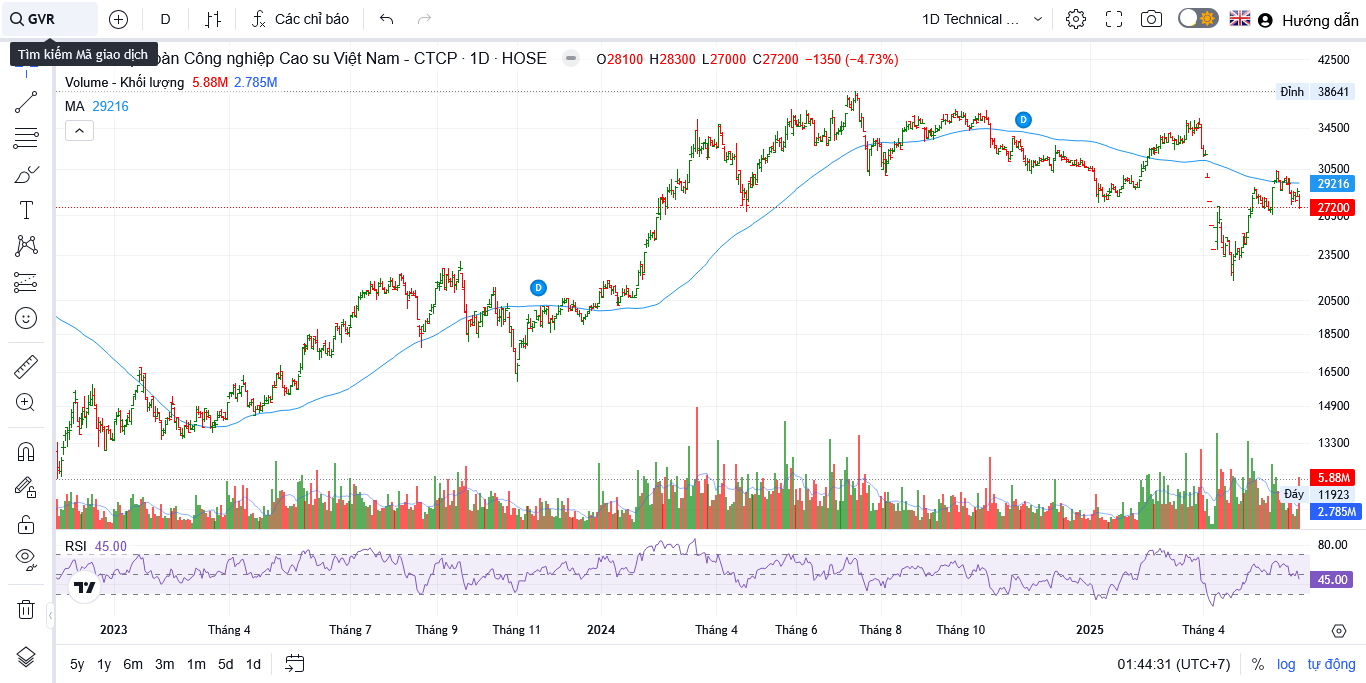 GVR
D
Các chỉ báo
1D Technical ...
Hướng dẫn
Tìm kiếm Mã giao dịch
oàn Công nghiệp Cao su Việt Nam - CTCP · 1D · HOSE
O28100 H28300 L27000 C27200 −1350 (−4.73%)
Volume - Khối lượng 5.88M 2.785M
MA 29216
42500
Đỉnh 38641
D
34500
30500
29216
27200
26500
23500
D
20500
18500
16500
14900
13300
5.88M
Đáy 11923
2.785M
RSI 45.00
80.00
45.00
2023
Tháng 4
Tháng 7
Tháng 9
Tháng 11
2024
Tháng 4
Tháng 6
Tháng 8
Tháng 10
2025
Tháng 4
5y 1y 6m 3m 1m 5d 1d
01:44:31 (UTC+7)
% log tự động